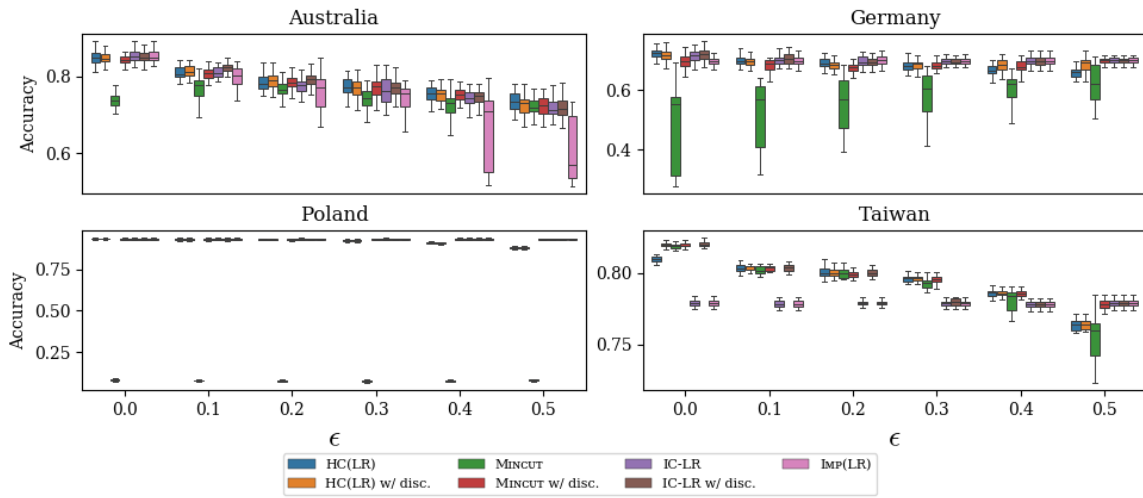 Australia
Germany
Accuracy
0.8
0.6
0.6
0.4
Poland
Taiwan
Accuracy
0.75
0.50
0.25
0.80
0.75
0.0 0.1 0.2 0.3 0.4 0.5
0.0 0.1 0.2 0.3 0.4 0.5
ϵ
ϵ
HC(LR) Mincut IC-LR Imp(LR)
HC(LR) w/ disc. Mincut w/ disc. IC-LR w/ disc.